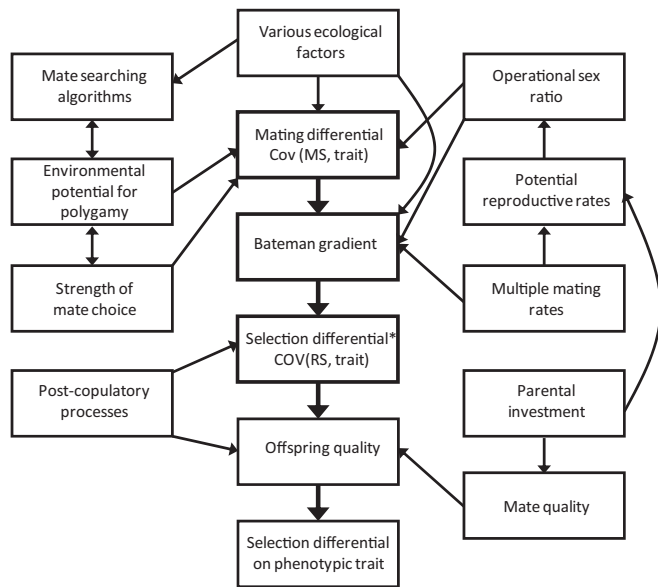 Various ecological
factors
Mate searching
algorithms
Operational sex
ratio
Mating differential
Cov (MS, trait)
Environmental
potential for
polygamy
Potential
reproductive rates
Bateman gradient
Strength of
mate choice
Multiple mating
rates
Selection differential*
COV(RS, trait)
Post-copulatory
processes
Parental
investment
Offspring quality
Mate quality
Selection differential
on phenotypic trait